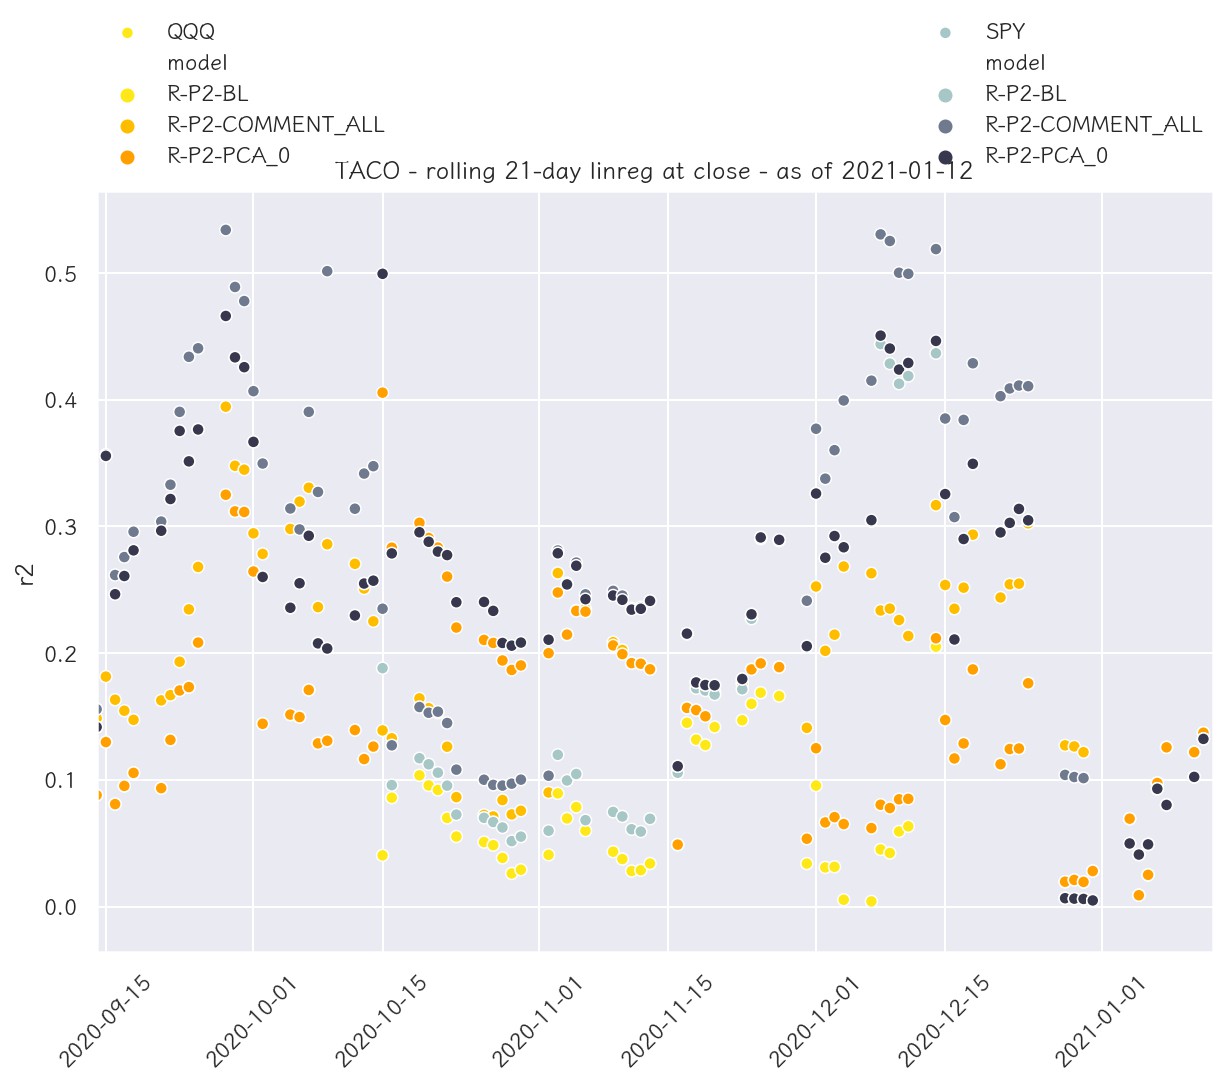 QQQ
model
R-P2-BL
R-P2-COMMENT_ALL
R-P2-PCA_0
SPY
model
R-P2-BL
R-P2-COMMENT_ALL
R-P2-PCA_0
TACO - rolling 21-day linreg at close - as of 2021-01-12
r2
0.5
0.4
0.3
0.2
0.1
0.0
2020-09-15
2020-10-01
2020-10-15
2020-11-01
2020-11-15
2020-12-01
2020-12-15
2021-01-01